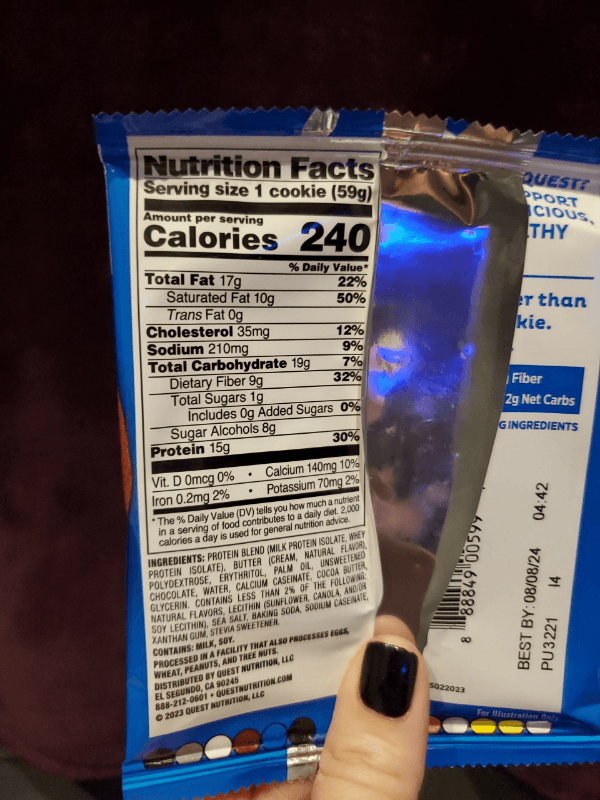 Nutrition Facts
Serving size 1 cookie (59g)
Amount per serving
Calories 240
% Daily Value*
Total Fat 17g 22%
Saturated Fat 10g 50%
Trans Fat 0g
Cholesterol 35mg 12%
Sodium 210mg 9%
Total Carbohydrate 19g 7%
Dietary Fiber 9g 32%
Total Sugars 1g
Includes 0g Added Sugars 0%
Sugar Alcohols 8g
Protein 15g 30%
Vit. D 0mcg 0% • Calcium 140mg 10%
Iron 0.2mg 2% • Potassium 70mg 2%
* The % Daily Value (DV) tells you how much a nutrient
in a serving of food contributes to a daily diet. 2,000
calories a day is used for general nutrition advice.
INGREDIENTS: PROTEIN BLEND (MILK PROTEIN ISOLATE, WHEY
PROTEIN ISOLATE), BUTTER (CREAM, NATURAL FLAVOR),
POLYDEXTROSE, ERYTHRITOL, PALM OIL, UNSWEETENED
CHOCOLATE, WATER, CALCIUM CASEINATE, COCOA BUTTER,
GLYCERIN. CONTAINS LESS THAN 2% OF THE FOLLOWING:
NATURAL FLAVORS, LECITHIN (SUNFLOWER, CANOLA, AND/OR
SOY LECITHIN), SEA SALT, BAKING SODA, SODIUM CASEINATE,
XANTHAN GUM, STEVIA SWEETENER.
CONTAINS: MILK, SOY.
PROCESSED IN A FACILITY THAT ALSO PROCESSES EGGS,
WHEAT, PEANUTS, AND TREE NUTS.
DISTRIBUTED BY QUEST NUTRITION, LLC
EL SEGUNDO, CA 90245
888-212-0601 • QUESTNUTRITION.COM
© 2023 QUEST NUTRITION, LLC
QUEST?
PPORT
ICIOUS,
THY
er than
kie.
Fiber
2g Net Carbs
G INGREDIENTS
8 88849 00599
BEST BY: 08/08/24 04:42
PU3221 14
S022023
For Illustration Only